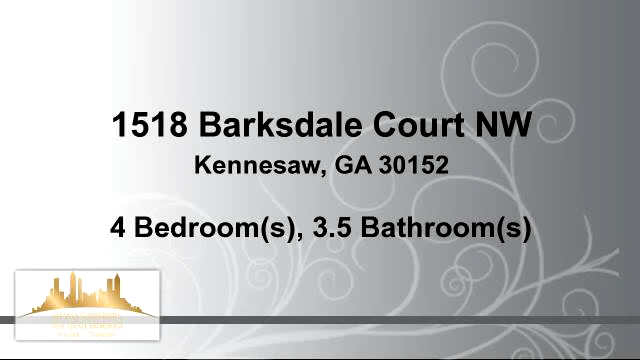 1518 Barksdale Court NW
Kennesaw, GA 30152
4 Bedroom(s), 3.5 Bathroom(s)